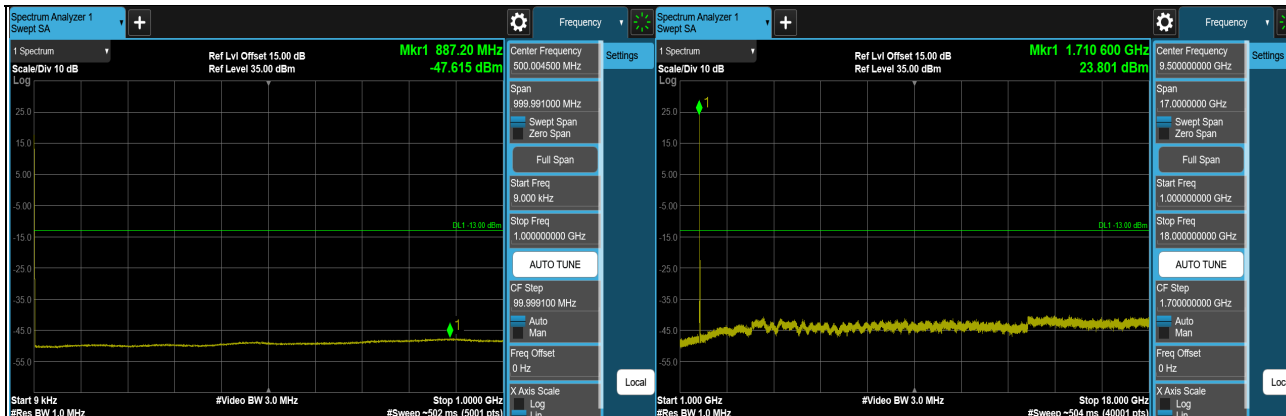 Spectrum Analyzer 1
Swept SA
+
Frequency
1 Spectrum
Scale/Div 10 dB
Log
Ref Lvl Offset 15.00 dB
Ref Level 35.00 dBm
Mkr1 887.20 MHz
-47.615 dBm
25.0
15.0
5.00
-5.00
-15.0
-25.0
-35.0
-45.0
-55.0
DL1 -13.00 dBm
1
Start 9 kHz
#Res BW 1.0 MHz
#Video BW 3.0 MHz
Stop 1.0000 GHz
#Sweep ~502 ms (5001 pts)
Center Frequency
500.004500 MHz
Span
999.991000 MHz
Swept Span
Zero Span
Full Span
Start Freq
9.000 kHz
Stop Freq
1.000000000 GHz
AUTO TUNE
CF Step
99.999100 MHz
Auto
Man
Freq Offset
0 Hz
X Axis Scale
Log
Lin
Settings
Local
Spectrum Analyzer 1
Swept SA
+
Frequency
1 Spectrum
Scale/Div 10 dB
Log
Ref Lvl Offset 15.00 dB
Ref Level 35.00 dBm
Mkr1 1.710 600 GHz
23.801 dBm
25.0
15.0
5.00
-5.00
-15.0
-25.0
-35.0
-45.0
-55.0
1
DL1 -13.00 dBm
Start 1.000 GHz
#Res BW 1.0 MHz
#Video BW 3.0 MHz
Stop 18.000 GHz
#Sweep ~504 ms (40001 pts)
Center Frequency
9.500000000 GHz
Span
17.0000000 GHz
Swept Span
Zero Span
Full Span
Start Freq
1.000000000 GHz
Stop Freq
18.000000000 GHz
AUTO TUNE
CF Step
1.700000000 GHz
Auto
Man
Freq Offset
0 Hz
X Axis Scale
Log
Lin
Settings
Loc